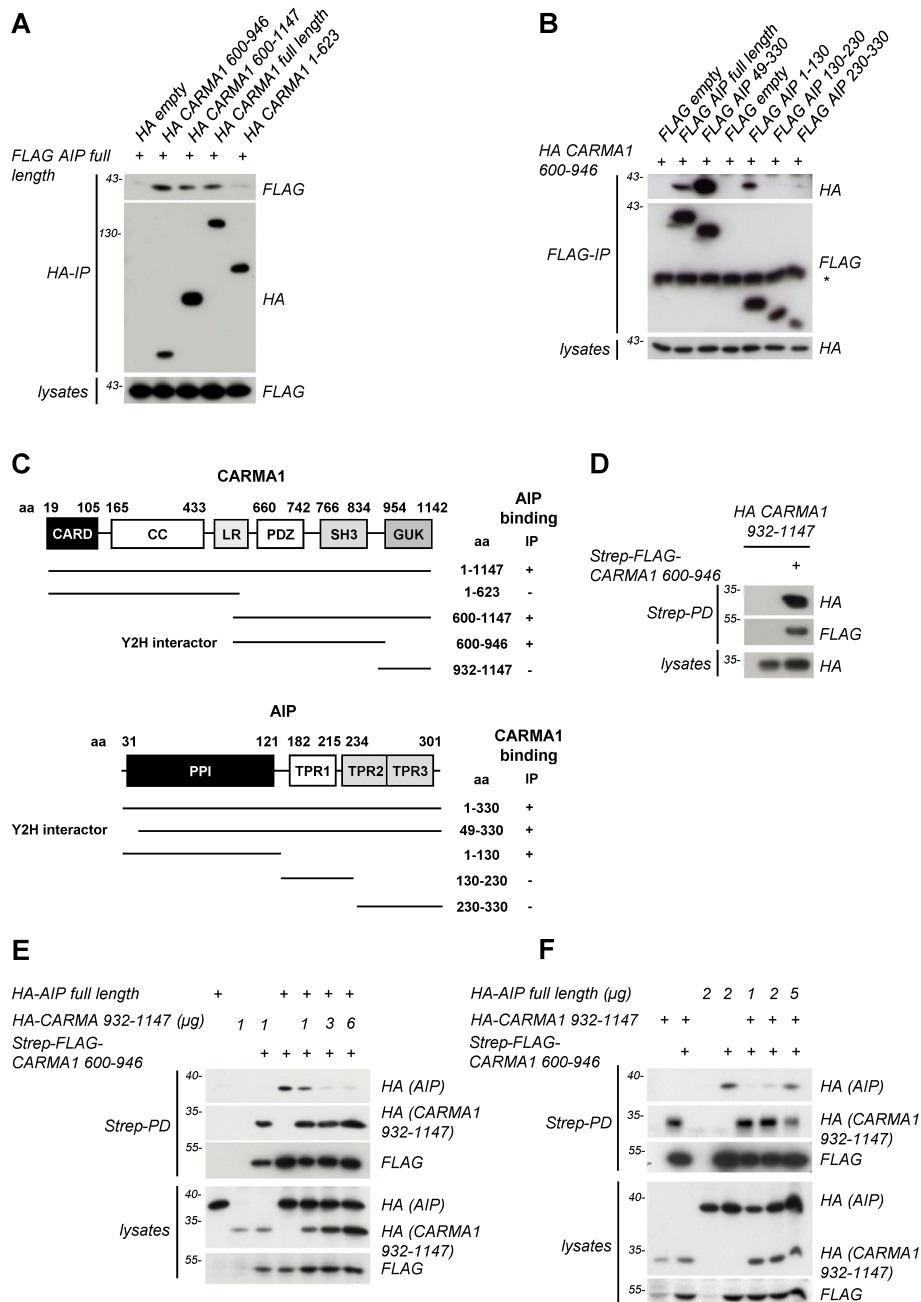 A
HA empty
HA CARMA1 600-946
HA CARMA1 600-1147
HA CARMA1 full length
HA CARMA1 1-623
FLAG AIP full
length
+ + + + +
43-
FLAG
130-
HA-IP
HA
43-
lysates
FLAG
B
FLAG empty
FLAG AIP full length
FLAG AIP 49-330
FLAG empty
FLAG AIP 1-130
FLAG AIP 130-230
FLAG AIP 230-330
HA CARMA1
600-946
+ + + + + + +
43-
HA
43-
FLAG-IP
FLAG
*
43-
lysates
HA
C
CARMA1
aa 19 105 165 433 660 742 766 834 954 1142
CARD CC LR PDZ SH3 GUK
AIP
binding
aa IP
1-1147 +
1-623 -
600-1147 +
Y2H interactor 600-946 +
932-1147 -
AIP
aa 31 121 182 215 234 301
PPI TPR1 TPR2 TPR3
CARMA1
binding
aa IP
1-330 +
Y2H interactor 49-330 +
1-130 +
130-230 -
230-330 -
D
HA CARMA1
932-1147
Strep-FLAG-
CARMA1 600-946
+
35-
HA
Strep-PD
55-
FLAG
lysates
35-
HA
E
HA-AIP full length + + + + +
HA-CARMA 932-1147 (µg) 1 1 1 3 6
Strep-FLAG-
CARMA1 600-946 + + + + +
40-
HA (AIP)
35-
HA (CARMA1
932-1147)
Strep-PD
55-
FLAG
40-
HA (AIP)
35-
lysates
HA (CARMA1
932-1147)
55-
FLAG
F
HA-AIP full length (µg) 2 2 1 2 5
HA-CARMA1 932-1147 + + + + +
Strep-FLAG-
CARMA1 600-946 + + + + +
40-
HA (AIP)
35-
HA (CARMA1
932-1147)
Strep-PD
55-
FLAG
40-
HA (AIP)
lysates
35-
HA (CARMA1
932-1147)
55-
FLAG